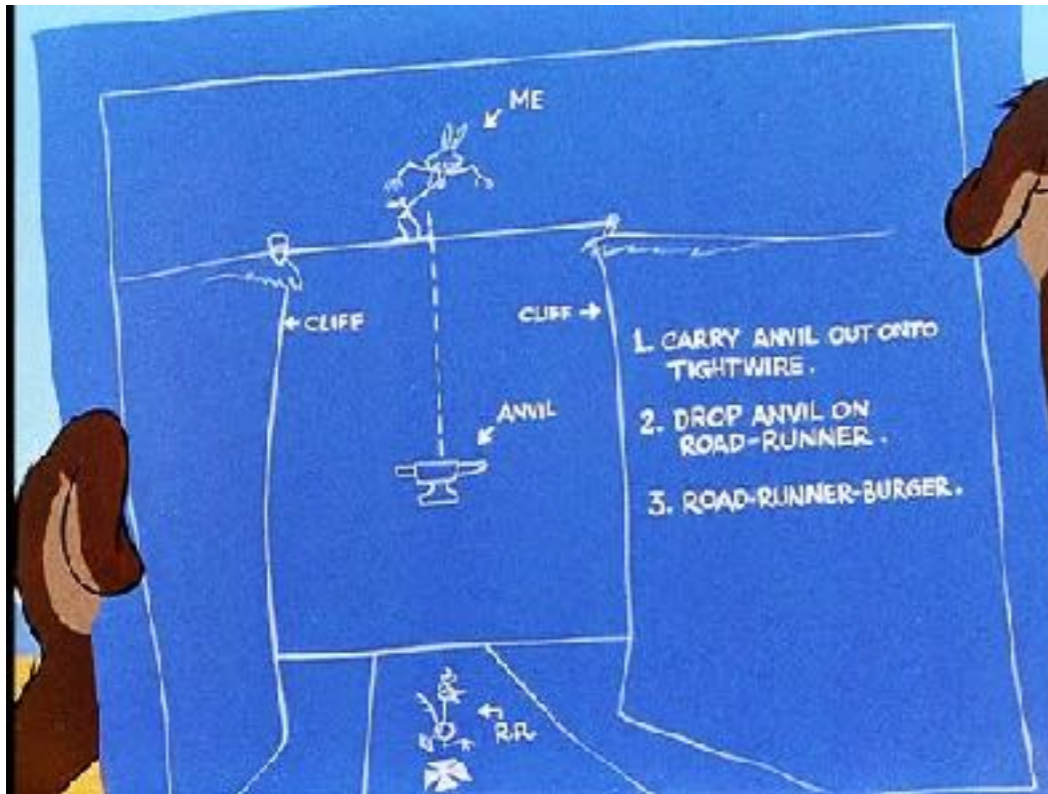 ME
← CLIFF
CLIFF →
ANVIL
1. CARRY ANVIL OUT ONTO
TIGHTWIRE.
2. DROP ANVIL ON
ROAD-RUNNER.
3. ROAD-RUNNER-BURGER.
R.R.